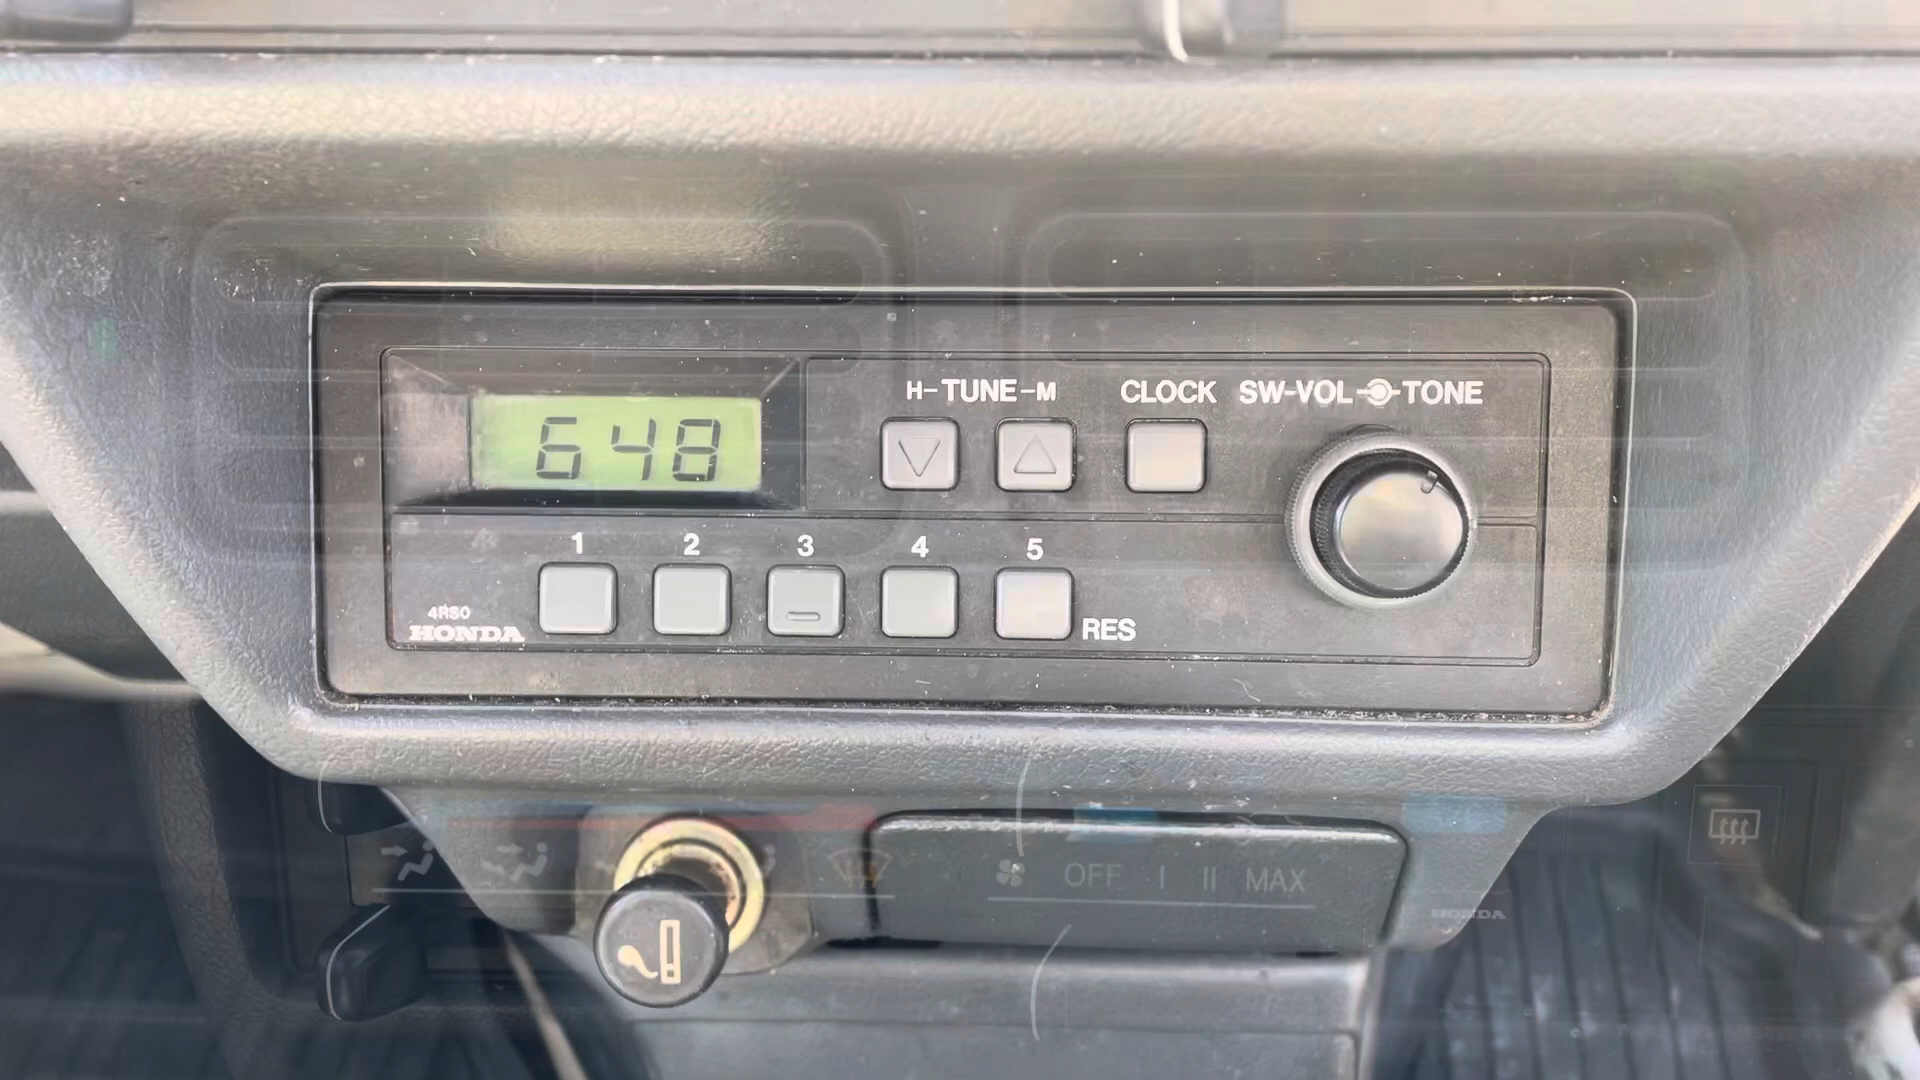 H-TUNE-M CLOCK SW-VOL TONE
648
1 2 3 4 5
4RS0
HONDA
RES
OFF I II MAX
HONDA